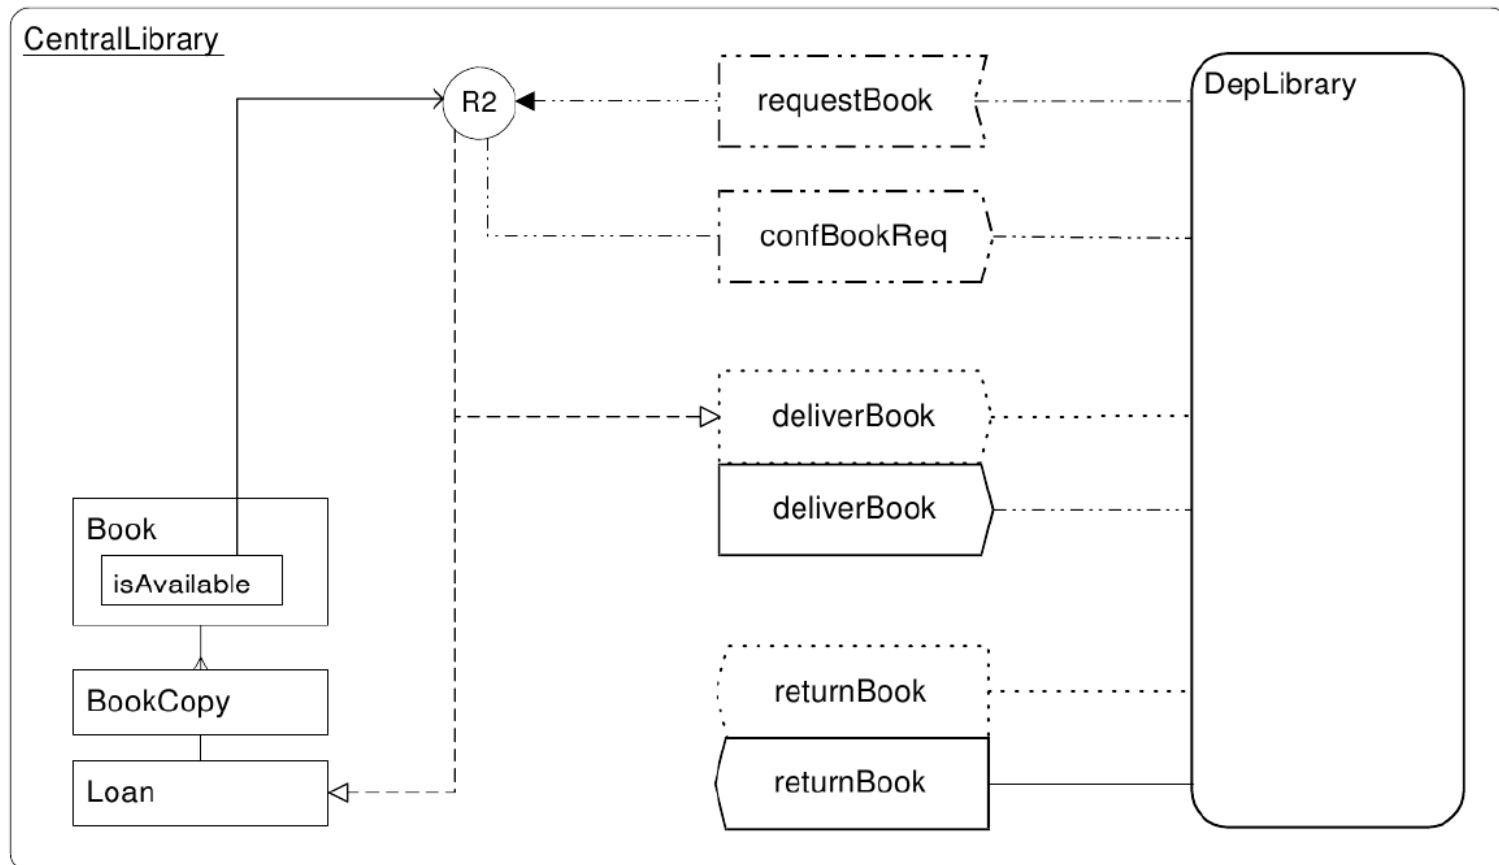 CentralLibrary
R2
requestBook
DepLibrary
confBookReq
deliverBook
deliverBook
Book
isAvailable
returnBook
BookCopy
returnBook
Loan